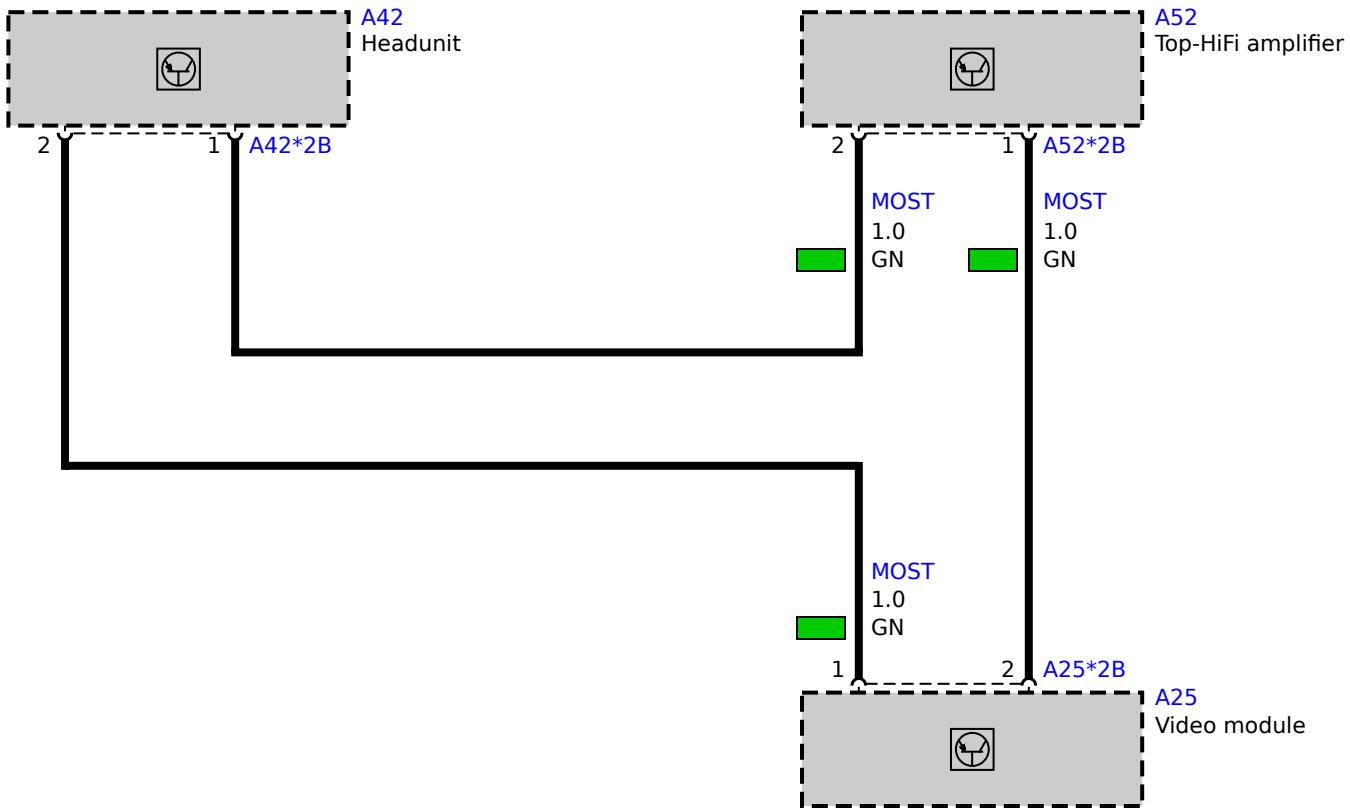 A42
Headunit
A52
Top-HiFi amplifier
2
1
A42*2B
2
1
A52*2B
MOST
1.0
GN
MOST
1.0
GN
MOST
1.0
GN
1
2
A25*2B
A25
Video module